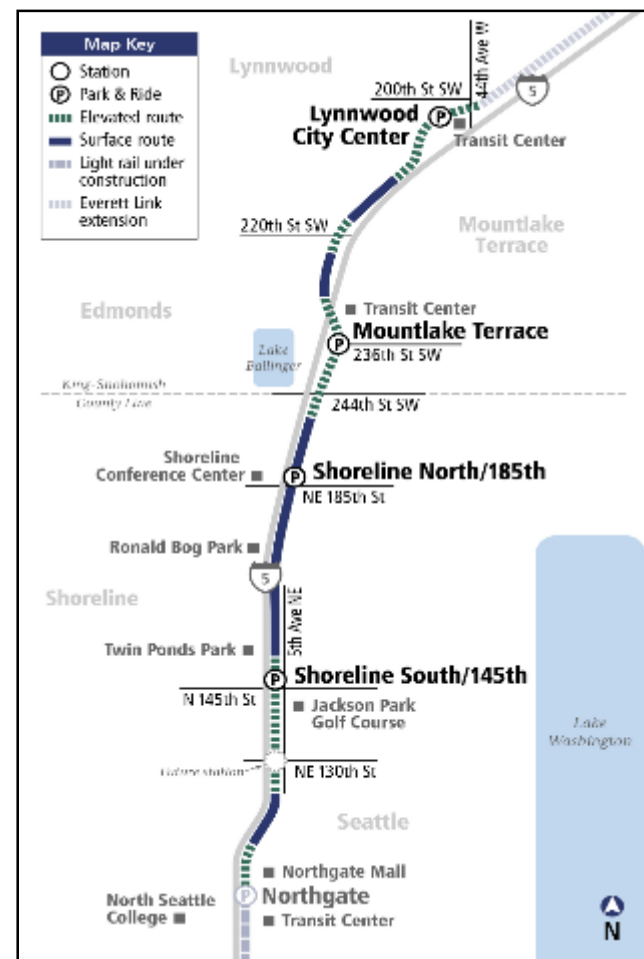 Map Key
Station
Park & Ride
Elevated route
Surface route
Light rail under
construction
Everett Link
extension
Lynnwood
44th Ave W
200th St SW
5
Lynnwood
City Center
Transit Center
220th St SW
Mountlake
Terrace
Edmonds
Transit Center
Mountlake Terrace
Lake
Ballinger
236th St SW
King-Snohomish
County Line
244th St SW
Shoreline
Conference Center
Shoreline North/185th
NE 185th St
Ronald Bog Park
5
Shoreline
5th Ave NE
Twin Ponds Park
Shoreline South/145th
N 145th St
Jackson Park
Golf Course
Lake
Washington
Future station
NE 130th St
Seattle
Northgate Mall
P Northgate
North Seattle
College
Transit Center
N